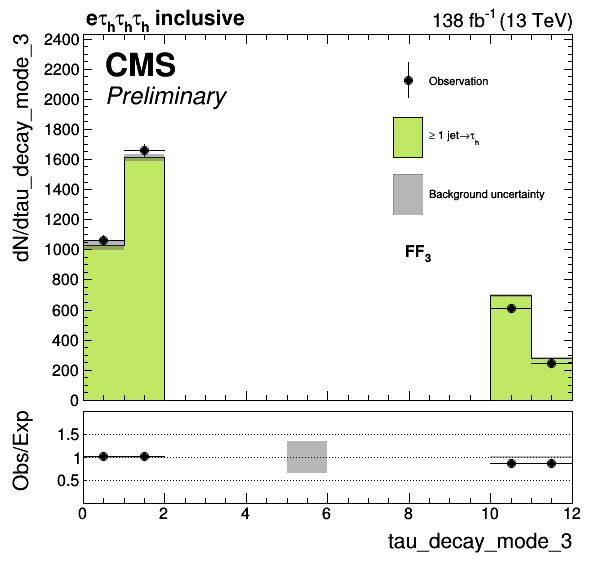 eτhτhτh inclusive
138 fb-1 (13 TeV)
CMS
Preliminary
Observation
≥ 1 jet→τh
Background uncertainty
FF3
dN/dtau_decay_mode_3
2400
2200
2000
1800
1600
1400
1200
1000
800
600
400
200
0
Obs/Exp
1.5
1
0.5
0 2 4 6 8 10 12
tau_decay_mode_3